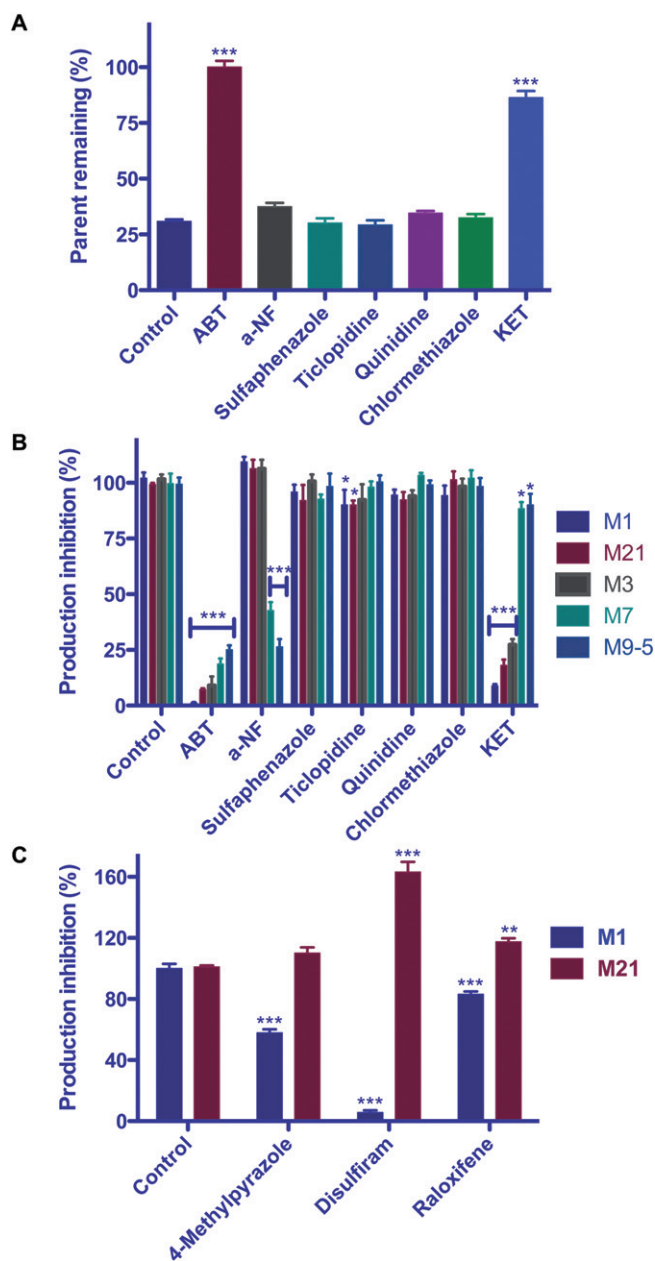 A
Parent remaining (%)
100
75
50
25
0
***
***
Control
ABT
a-NF
Sulfaphenazole
Ticlopidine
Quinidine
Chlormethiazole
KET
B
Production inhibition (%)
100
75
50
25
0
***
***
*
*
***
*
*
M1
M21
M3
M7
M9-5
Control
ABT
a-NF
Sulfaphenazole
Ticlopidine
Quinidine
Chlormethiazole
KET
C
Production inhibition (%)
160
120
80
40
0
***
***
***
***
**
M1
M21
Control
4-Methylpyrazole
Disulfiram
Raloxifene